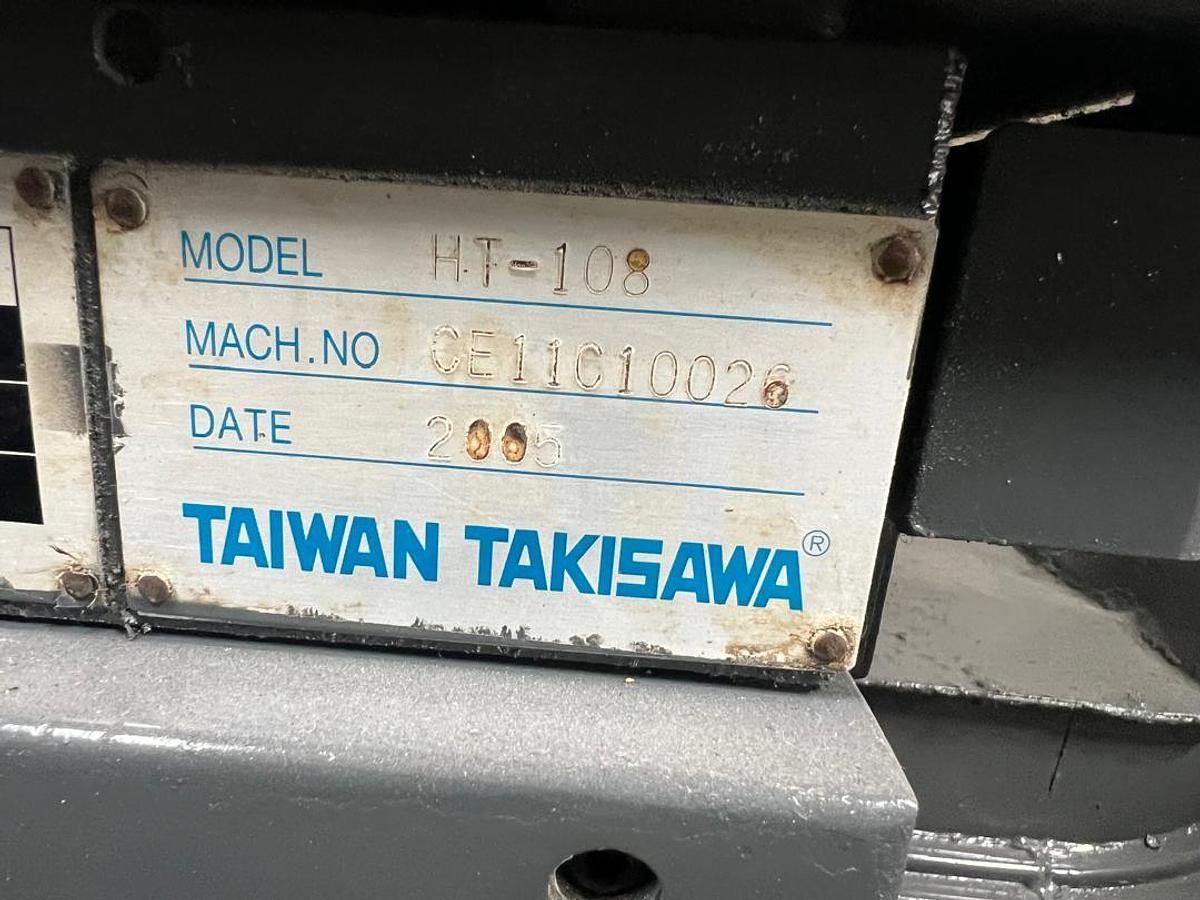 MODEL HT-108
MACH.NO CE11C10026
DATE 2005
TAIWAN TAKISAWA®